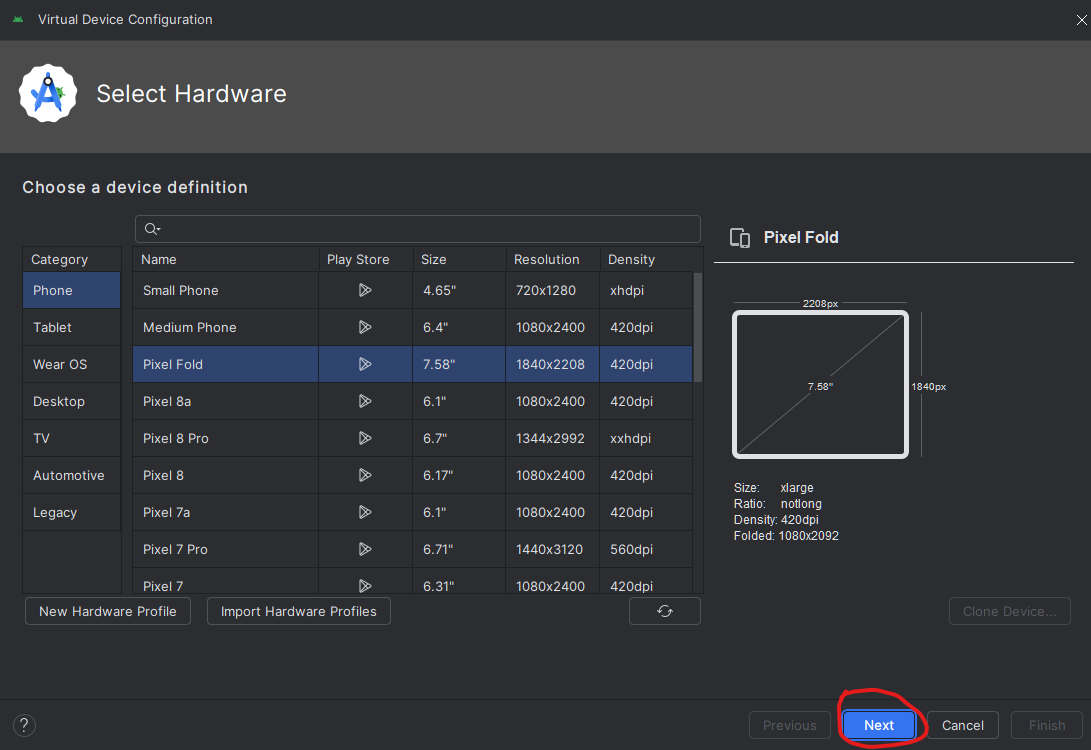 Virtual Device Configuration
Select Hardware
Choose a device definition
Category
Phone
Tablet
Wear OS
Desktop
TV
Automotive
Legacy
Name Play Store Size Resolution Density
Small Phone 4.65" 720x1280 xhdpi
Medium Phone 6.4" 1080x2400 420dpi
Pixel Fold 7.58" 1840x2208 420dpi
Pixel 8a 6.1" 1080x2400 420dpi
Pixel 8 Pro 6.7" 1344x2992 xxhdpi
Pixel 8 6.17" 1080x2400 420dpi
Pixel 7a 6.1" 1080x2400 420dpi
Pixel 7 Pro 6.71" 1440x3120 560dpi
Pixel 7 6.31" 1080x2400 420dpi
Pixel Fold
2208px
7.58"
1840px
Size: xlarge
Ratio: notlong
Density: 420dpi
Folded: 1080x2092
New Hardware Profile Import Hardware Profiles Clone Device...
? Previous Next Cancel Finish